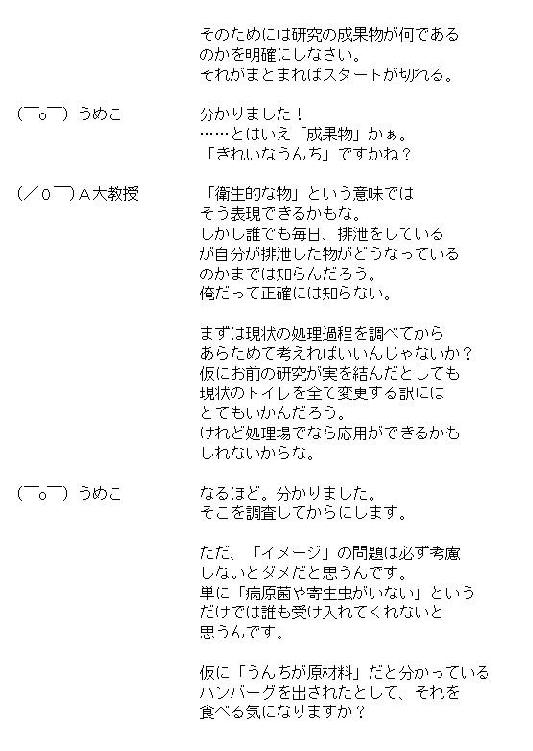 そのためには研究の成果物が何である
のかを明確にしなさい。
それがまとまればスタートが切れる。
(￣o￣) うめこ 分かりました！
……とはいえ「成果物」かぁ。
「きれいなうんち」ですかね？
(／０￣)Ａ大教授 「衛生的な物」という意味では
そう表現できるかもな。
しかし誰でも毎日、排泄をしている
が自分が排泄した物がどうなっている
のかまでは知らんだろう。
俺だって正確には知らない。
まずは現状の処理過程を調べてから
あらためて考えればいいんじゃないか？
仮にお前の研究が実を結んだとしても
現状のトイレを全て変更する訳には
とてもいかんだろう。
けれど処理場でなら応用ができるかも
しれないからな。
(￣o￣) うめこ なるほど。分かりました。
そこを調査してからにします。
ただ、「イメージ」の問題は必ず考慮
しないとダメだと思うんです。
単に「病原菌や寄生虫がいない」という
だけでは誰も受け入れてくれないと
思うんです。
仮に「うんちが原材料」だと分かっている
ハンバーグを出されたとして、それを
食べる気になりますか？